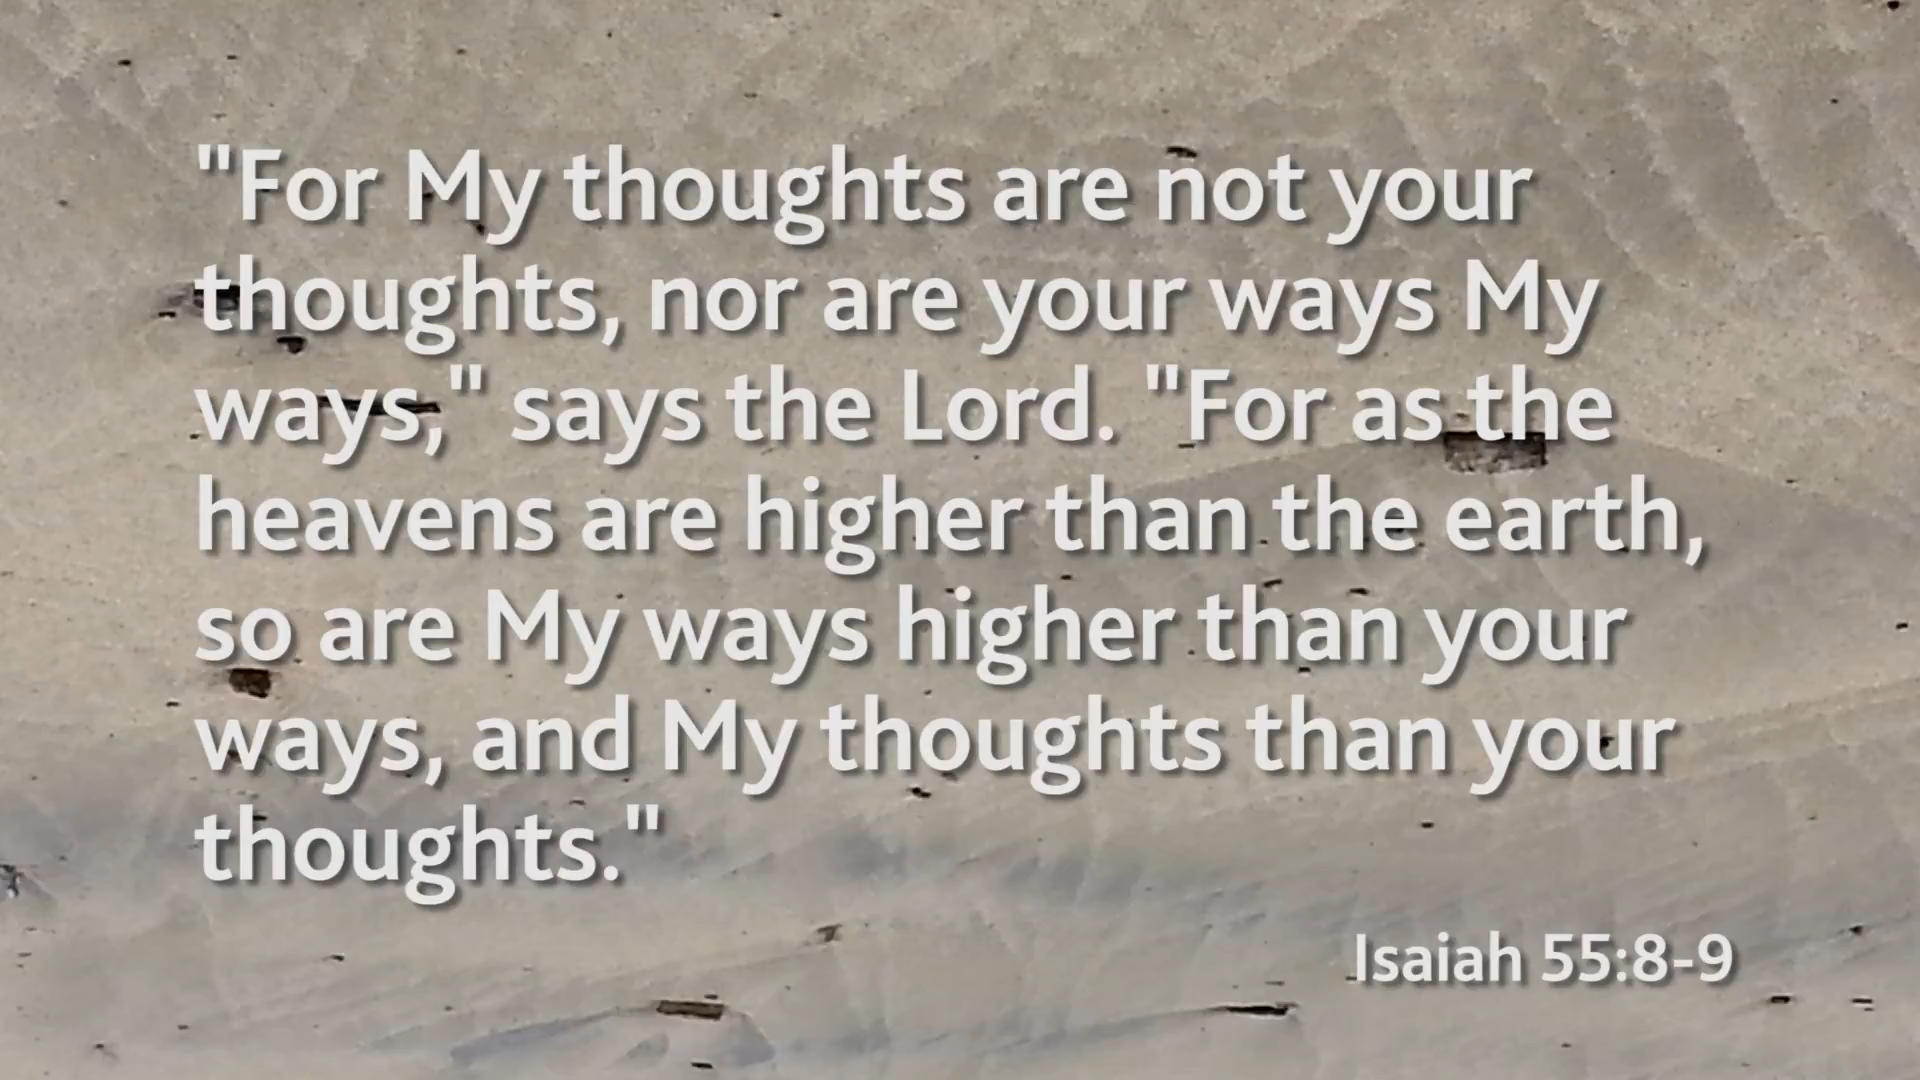 "For My thoughts are not your
thoughts, nor are your ways My
ways," says the Lord. "For as the
heavens are higher than the earth,
so are My ways higher than your
ways, and My thoughts than your
thoughts."
Isaiah 55:8-9